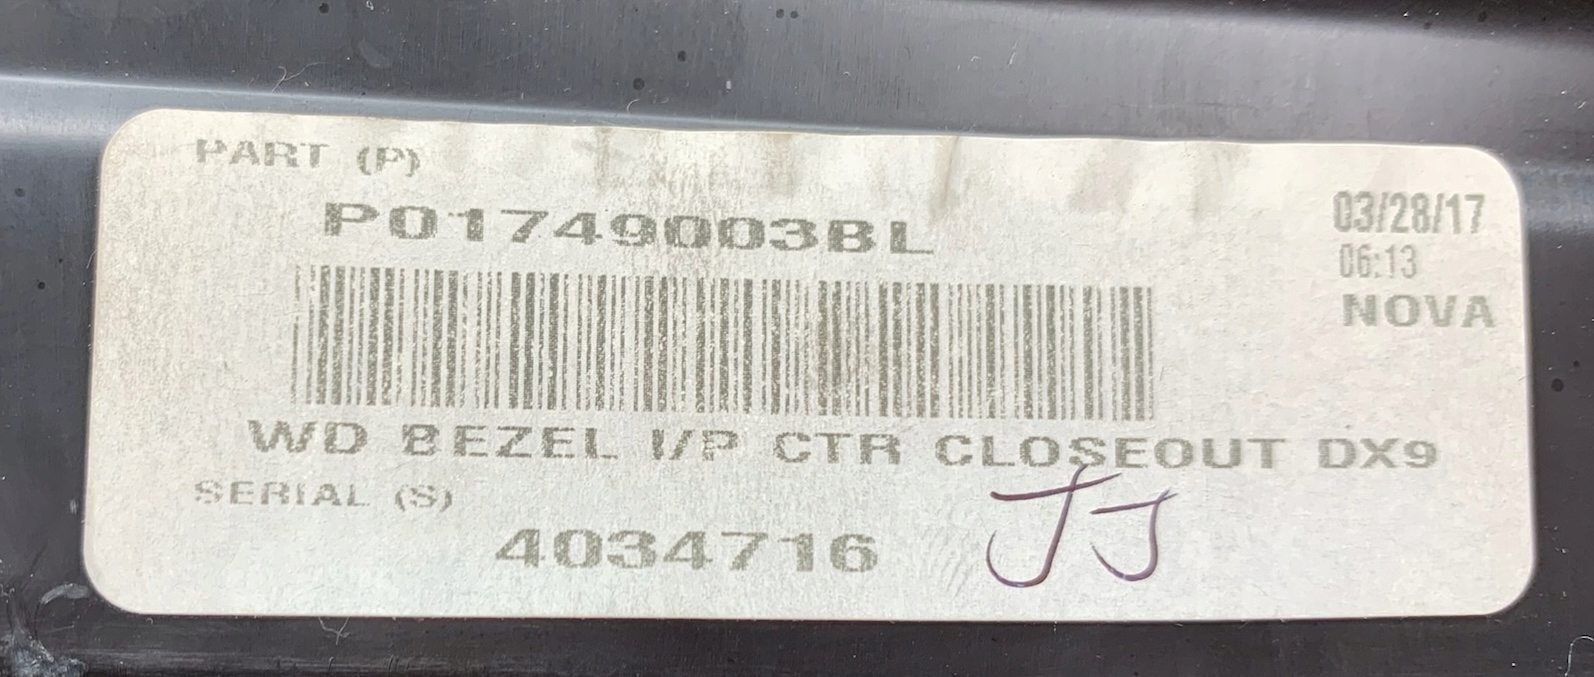 PART (P)
P01749003BL
03/28/17
06:13
NOVA
WD BEZEL I/P CTR CLOSEOUT DX9
SERIAL (S)
4034716
JJ